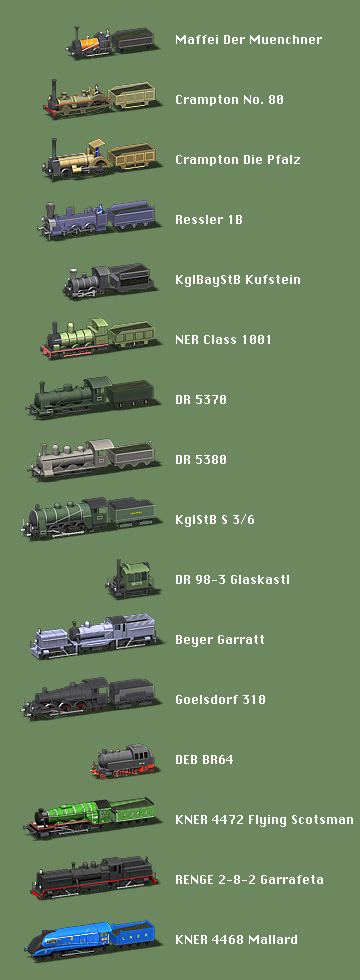 Maffei Der Muenchner
Crampton No. 80
Crampton Die Pfalz
Ressler 1B
KglBayStB Kufstein
NER Class 1001
DR 5370
DR 5380
KglStB S 3/6
DR 98-3 Glaskastl
Beyer Garratt
Goelsdorf 310
DEB BR64
KNER 4472 Flying Scotsman
RENGE 2-8-2 Garrafeta
KNER 4468 Mallard